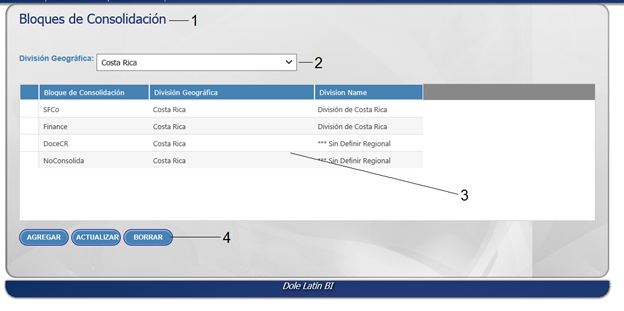 Bloques de Consolidación 1
División Geográfica: Costa Rica 2
Bloque de Consolidación División Geográfica Division Name
SFCo Costa Rica División de Costa Rica
Finance Costa Rica División de Costa Rica
DoceCR Costa Rica *** Sin Definir Regional
NoConsolida Costa Rica *** Sin Definir Regional
3
AGREGAR ACTUALIZAR BORRAR 4
Dole Latin BI